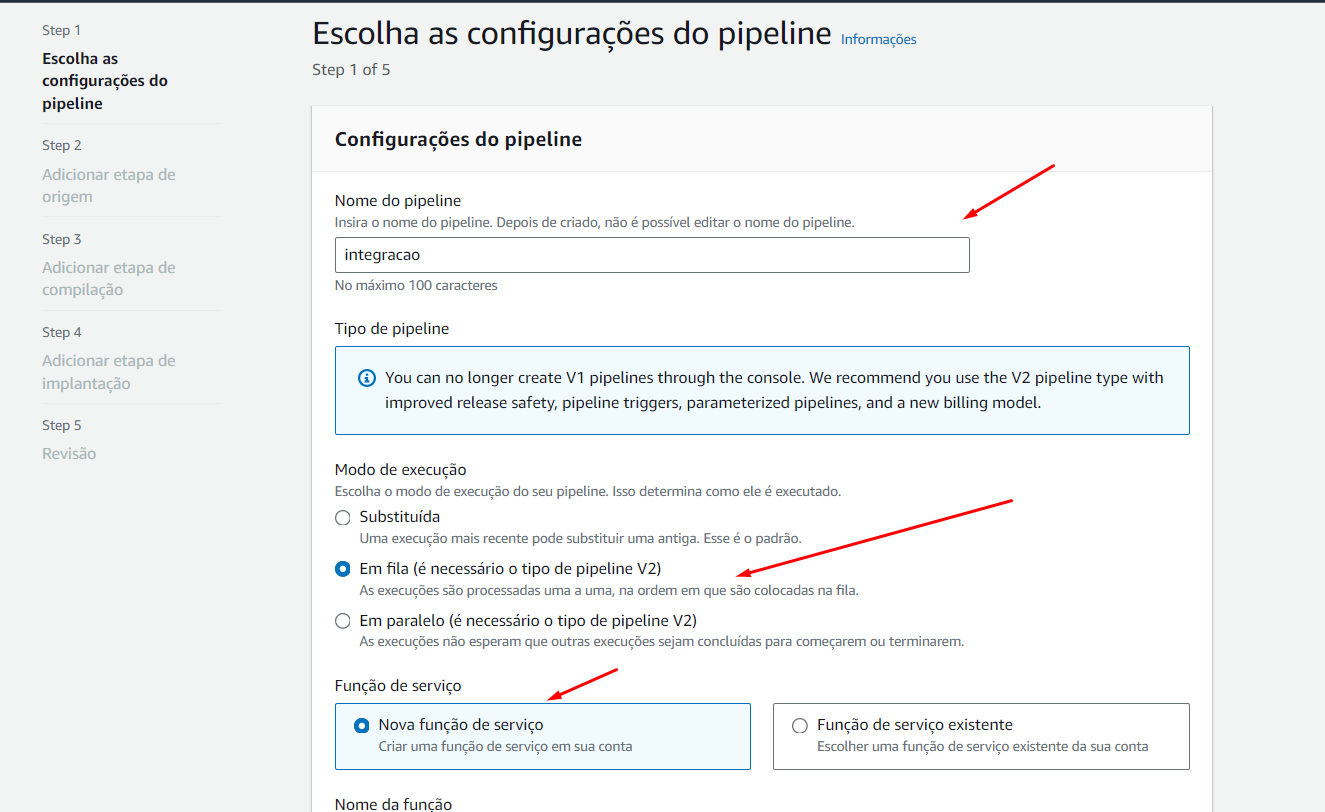 Step 1
Escolha as
configurações do
pipeline
Step 2
Adicionar etapa de
origem
Step 3
Adicionar etapa de
compilação
Step 4
Adicionar etapa de
implantação
Step 5
Revisão
Escolha as configurações do pipeline Informações
Step 1 of 5
Configurações do pipeline
Nome do pipeline
Insira o nome do pipeline. Depois de criado, não é possível editar o nome do pipeline.
integracao
No máximo 100 caracteres
Tipo de pipeline
You can no longer create V1 pipelines through the console. We recommend you use the V2 pipeline type with
improved release safety, pipeline triggers, parameterized pipelines, and a new billing model.
Modo de execução
Escolha o modo de execução do seu pipeline. Isso determina como ele é executado.
Substituída
Uma execução mais recente pode substituir uma antiga. Esse é o padrão.
Em fila (é necessário o tipo de pipeline V2)
As execuções são processadas uma a uma, na ordem em que são colocadas na fila.
Em paralelo (é necessário o tipo de pipeline V2)
As execuções não esperam que outras execuções sejam concluídas para começarem ou terminarem.
Função de serviço
Nova função de serviço
Criar uma função de serviço em sua conta
Função de serviço existente
Escolher uma função de serviço existente da sua conta
Nome da função